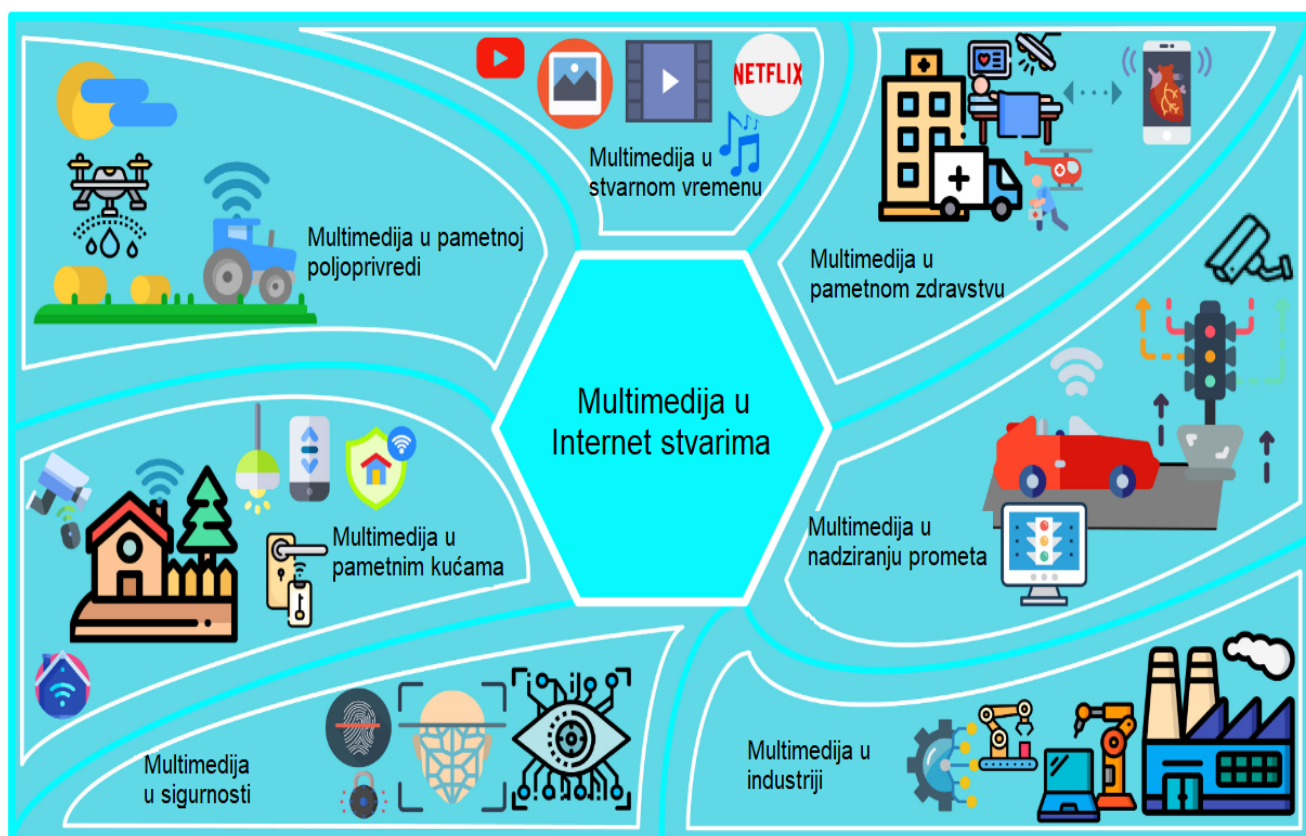 NETFLIX
Multimedija u
stvarnom vremenu
Multimedija u pametnoj
poljoprivredi
Multimedija u
pametnom zdravstvu
Multimedija u
Internet stvarima
Multimedija u
nadziranju prometa
Multimedija u
pametnim kućama
Multimedija
u sigurnosti
Multimedija u
industriji